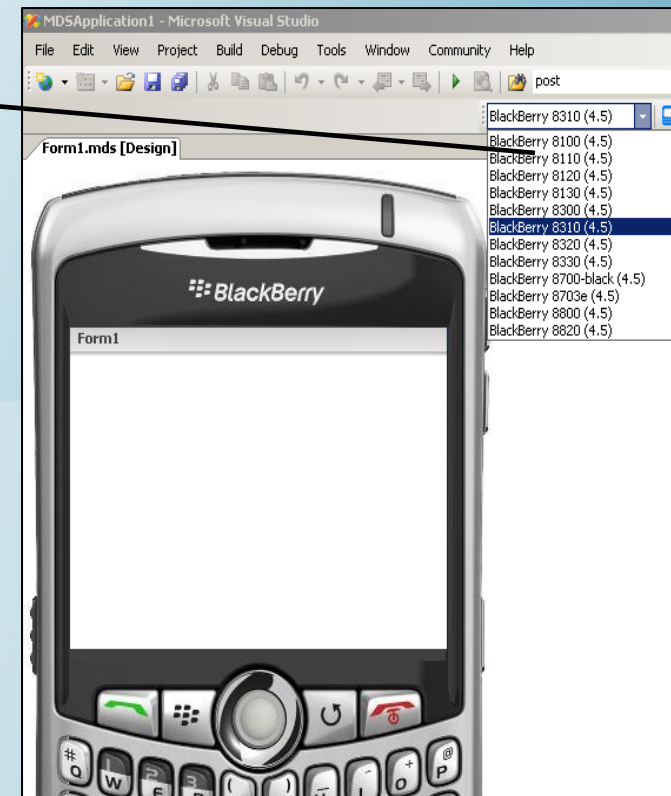 MDSApplication1 - Microsoft Visual Studio
File Edit View Project Build Debug Tools Window Community Help
post
BlackBerry 8310 (4.5)
Form1.mds [Design]
BlackBerry 8100 (4.5)
BlackBerry 8110 (4.5)
BlackBerry 8120 (4.5)
BlackBerry 8130 (4.5)
BlackBerry 8300 (4.5)
BlackBerry 8310 (4.5)
BlackBerry 8320 (4.5)
BlackBerry 8330 (4.5)
BlackBerry 8700-black (4.5)
BlackBerry 8703e (4.5)
BlackBerry 8800 (4.5)
BlackBerry 8820 (4.5)
BlackBerry
Form1
# @
Q ( ) + P
W O